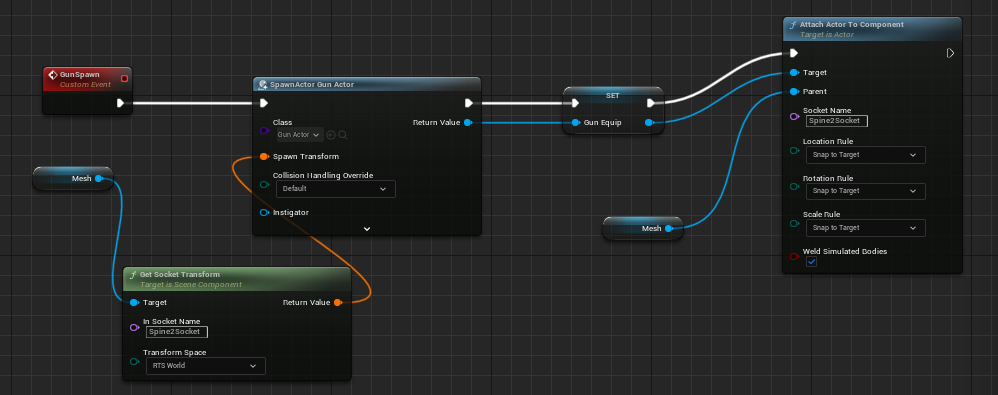 GunSpawn
Custom Event
Mesh
SpawnActor Gun Actor
Class
Gun Actor
Return Value
Spawn Transform
Collision Handling Override
Default
Instigator
Get Socket Transform
Target is Scene Component
Target
Return Value
In Socket Name
Spine2Socket
Transform Space
RTS World
SET
Gun Equip
Mesh
Attach Actor To Component
Target is Actor
Target
Parent
Socket Name
Spine2Socket
Location Rule
Snap to Target
Rotation Rule
Snap to Target
Scale Rule
Snap to Target
Weld Simulated Bodies